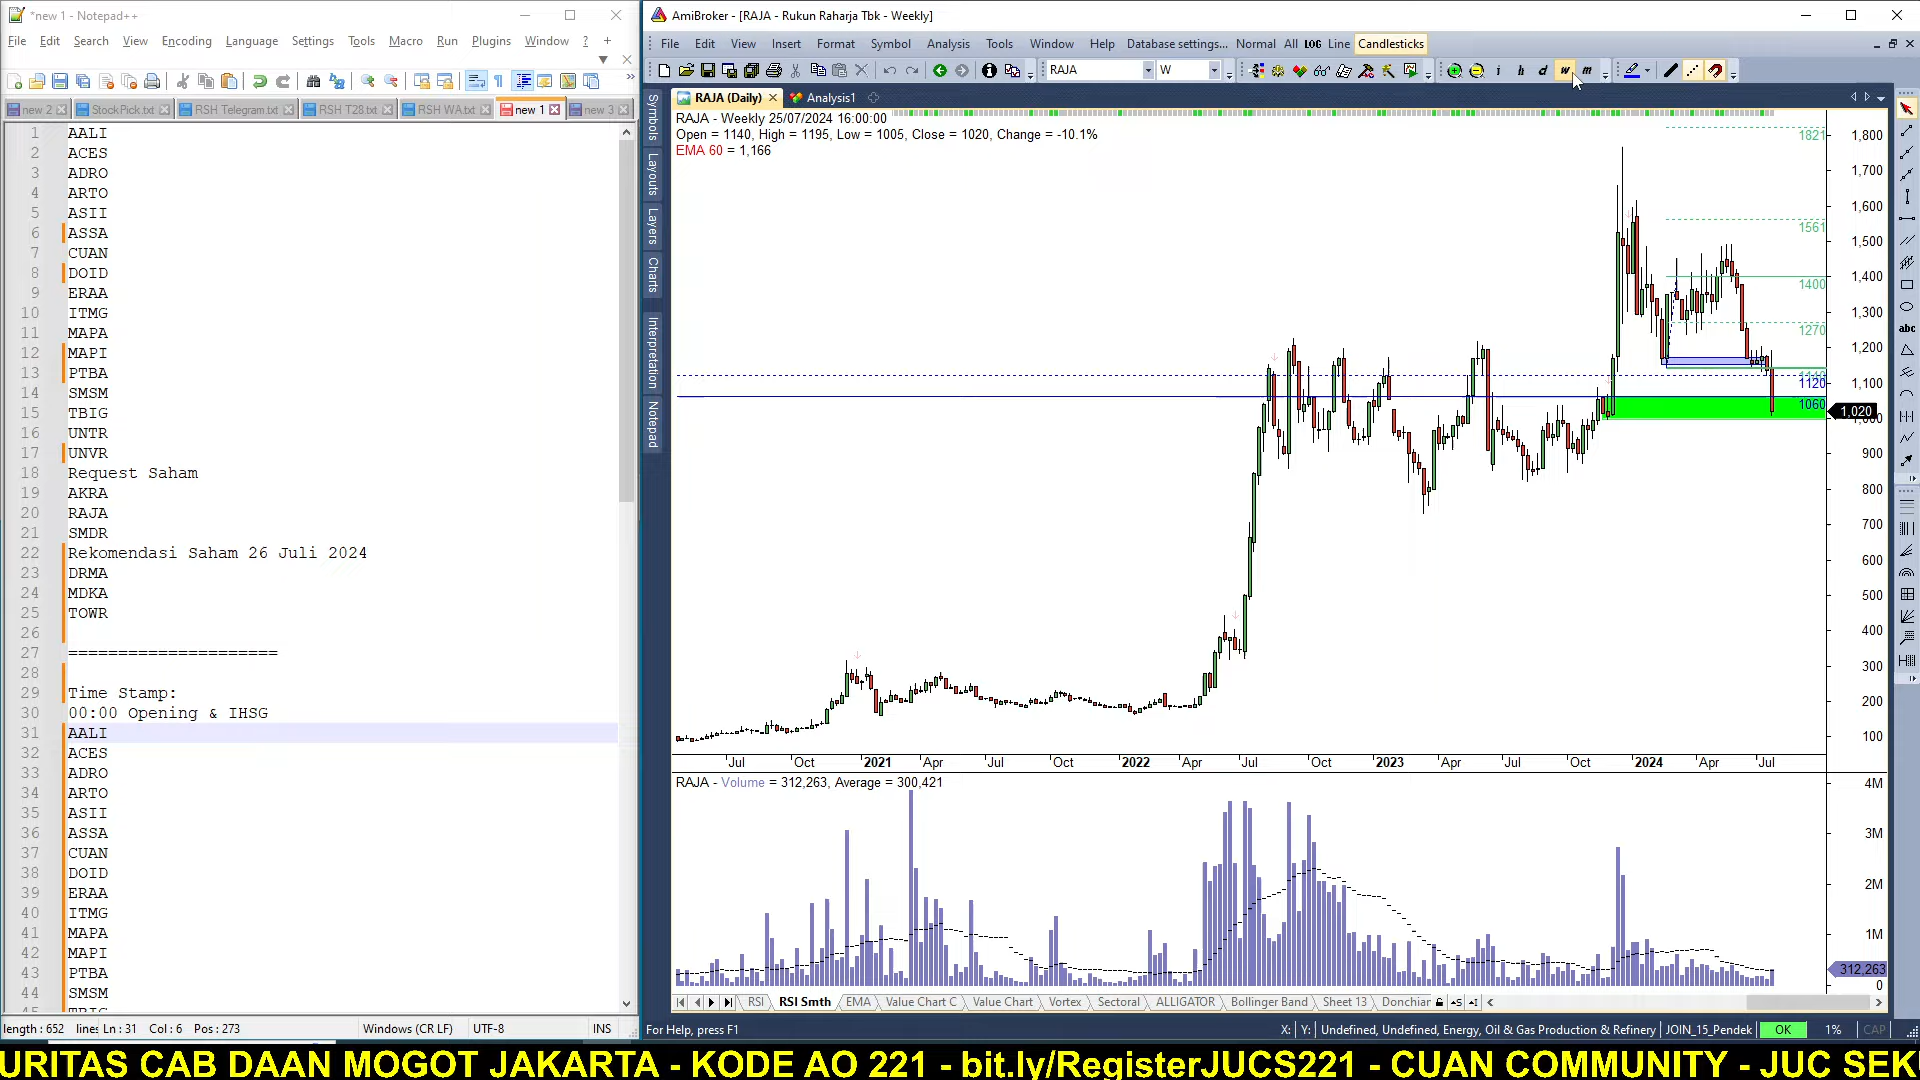 *new 1 - Notepad++
File Edit Search View Encoding Language Settings Tools Macro Run Plugins Window ? +
new 2 StockPick.txt RSH Telegram.txt RSH T28.txt RSH WA.txt new 1 new 3
1 AALI
2 ACES
3 ADRO
4 ARTO
5 ASII
6 ASSA
7 CUAN
8 DOID
9 ERAA
10 ITMG
11 MAPA
12 MAPI
13 PTBA
14 SMSM
15 TBIG
16 UNTR
17 UNVR
18 Request Saham
19 AKRA
20 RAJA
21 SMDR
22 Rekomendasi Saham 26 Juli 2024
23 DRMA
24 MDKA
25 TOWR
26
27 =====================
28
29 Time Stamp:
30 00:00 Opening & IHSG
31 AALI
32 ACES
33 ADRO
34 ARTO
35 ASII
36 ASSA
37 CUAN
38 DOID
39 ERAA
40 ITMG
41 MAPA
42 MAPI
43 PTBA
44 SMSM
45 TBIG
length : 652 lines Ln : 31 Col : 6 Pos : 273 Windows (CR LF) UTF-8 INS
AmiBroker - [RAJA - Rukun Raharja Tbk - Weekly]
File Edit View Insert Format Symbol Analysis Tools Window Help Database settings... Normal All LOG Line Candlesticks
RAJA W i h d w m
RAJA (Daily) Analysis1
Symbols
Layouts
Layers
Charts
Interpretation
Notepad
RAJA - Weekly 25/07/2024 16:00:00
Open = 1140, High = 1195, Low = 1005, Close = 1020, Change = -10.1%
EMA 60 = 1,166
1821
1561
1400
1270
1120
1060
1,800
1,700
1,600
1,500
1,400
1,300
1,200
1,100
1,020
1,000
900
800
700
600
500
400
300
200
100
abc
Jul Oct 2021 Apr Jul Oct 2022 Apr Jul Oct 2023 Apr Jul Oct 2024 Apr Jul
RAJA - Volume = 312,263, Average = 300,421
4M
3M
2M
1M
312,263
0
RSI RSI Smth EMA Value Chart C Value Chart Vortex Sectoral ALLIGATOR Bollinger Band Sheet 13 Donchian
For Help, press F1 X: Y: Undefined, Undefined, Energy, Oil & Gas Production & Refinery JOIN_15_Pendek OK 1% CAP
URITAS CAB DAAN MOGOT JAKARTA - KODE AO 221 - bit.ly/RegisterJUCS221 - CUAN COMMUNITY - JUC SEK